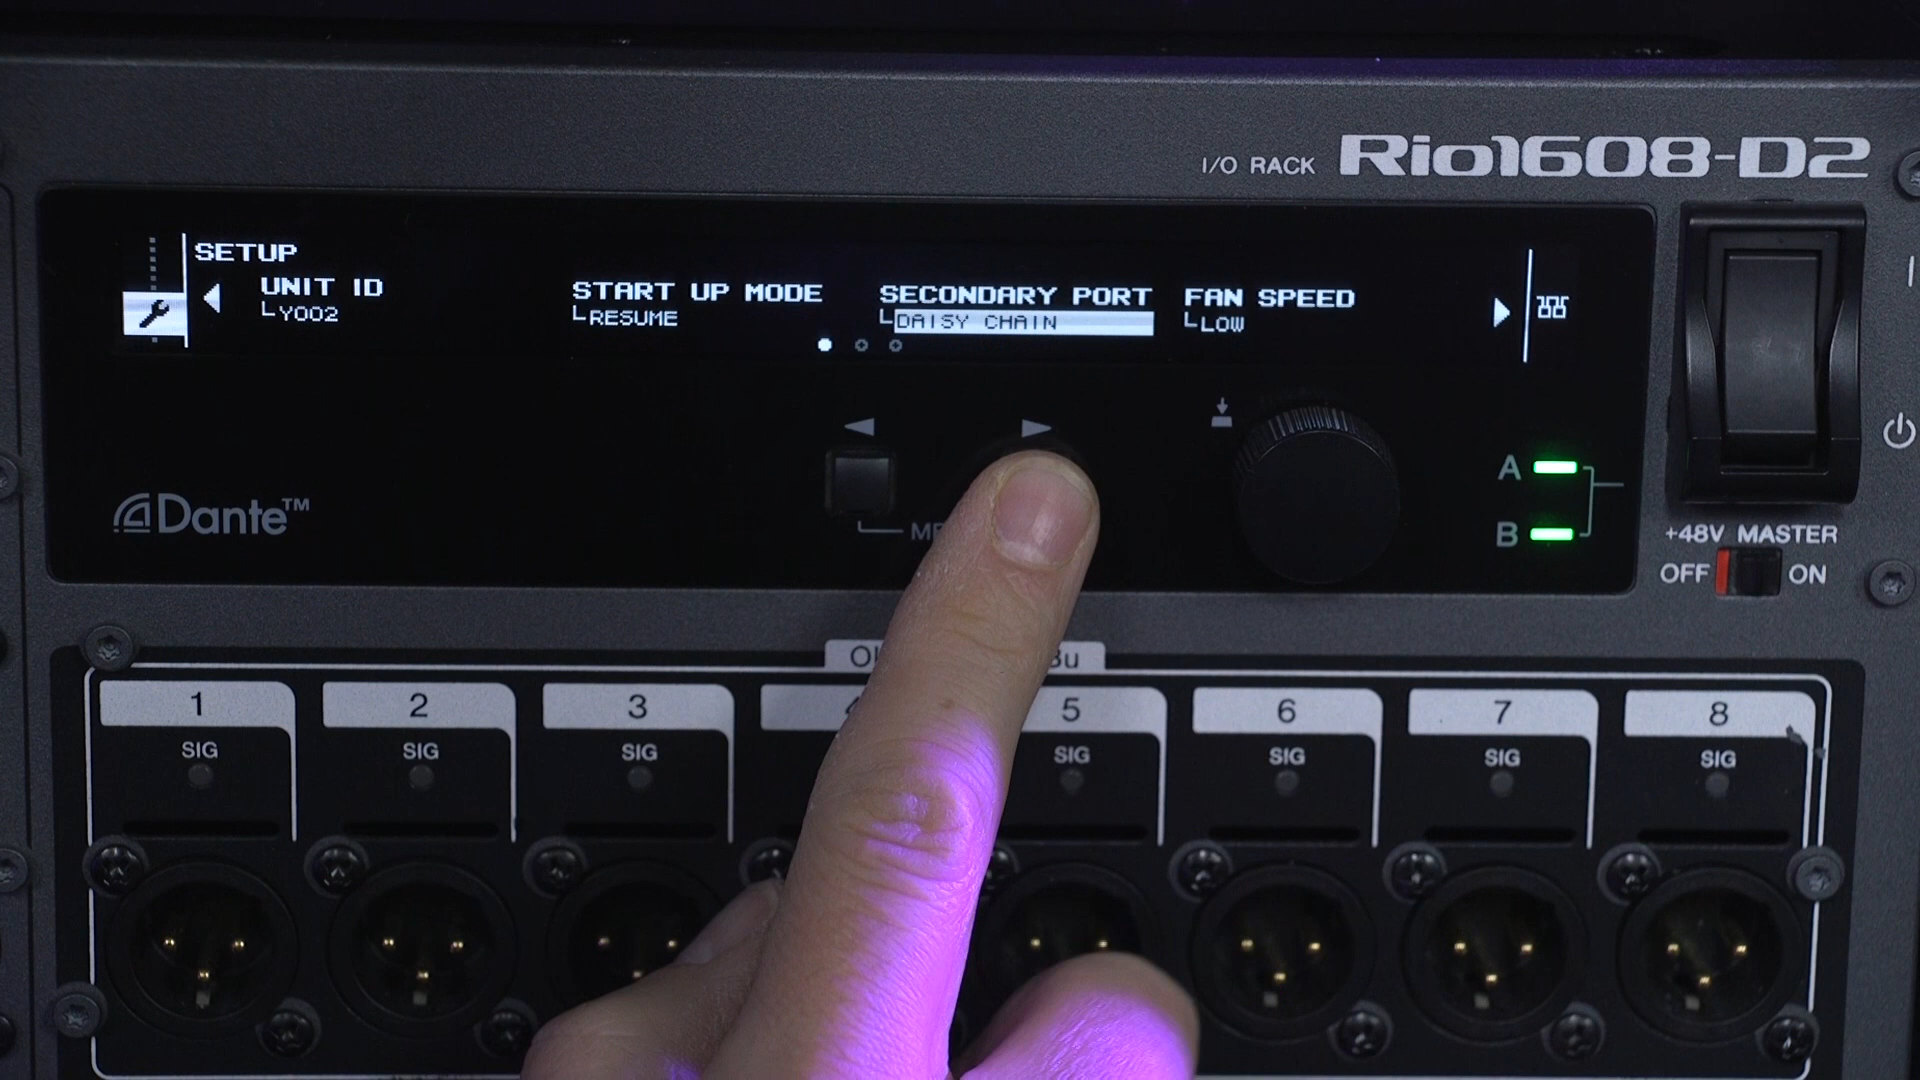 I/O RACK Rio1608-D2
SETUP
UNIT ID
Y002
START UP MODE
RESUME
SECONDARY PORT
DAISY CHAIN
FAN SPEED
LOW
Dante™
A
B
+48V MASTER
OFF ON
1 2 3 5 6 7 8
SIG SIG SIG SIG SIG SIG SIG